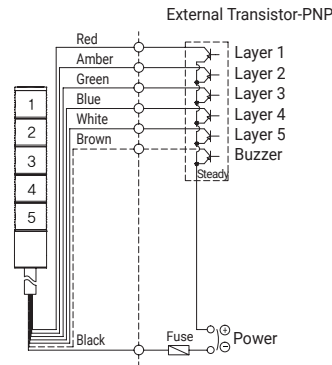 External Transistor-PNP
Red
Layer 1
Amber
Layer 2
Green
Layer 3
Blue
Layer 4
White
Layer 5
Brown
Buzzer
Steady
1
2
3
4
5
Black
Fuse
+
-
Power